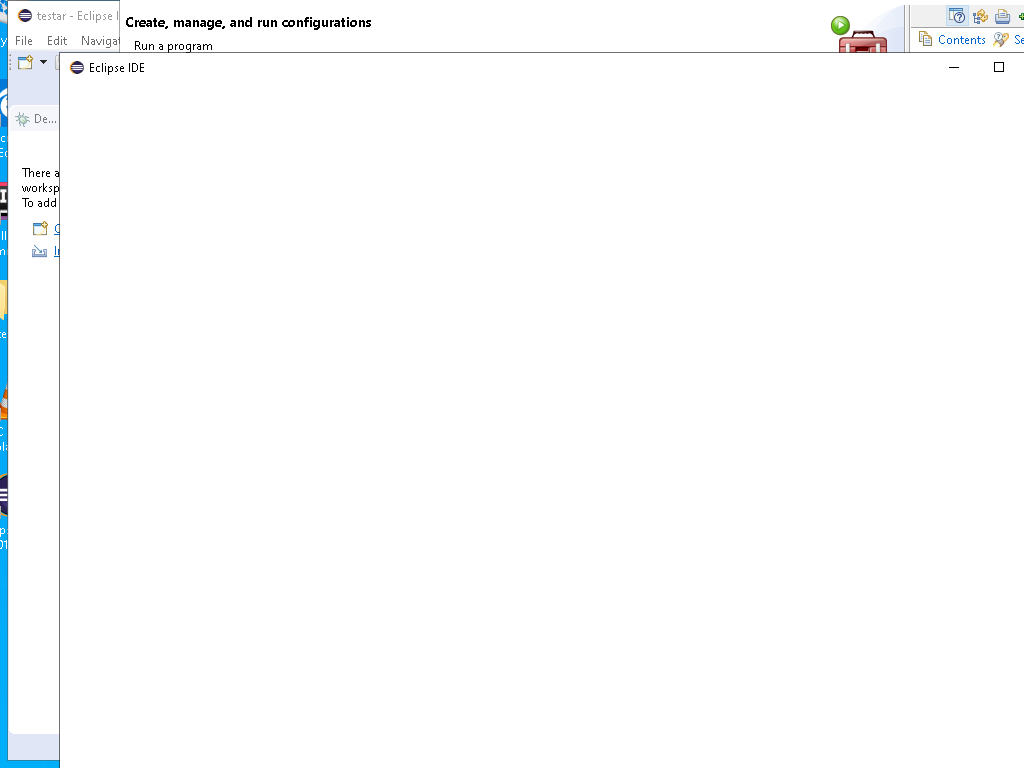 testar - Eclipse I
Create, manage, and run configurations
File Edit Navigat
Run a program
Contents Se
Eclipse IDE
De...
There a
worksp
To add